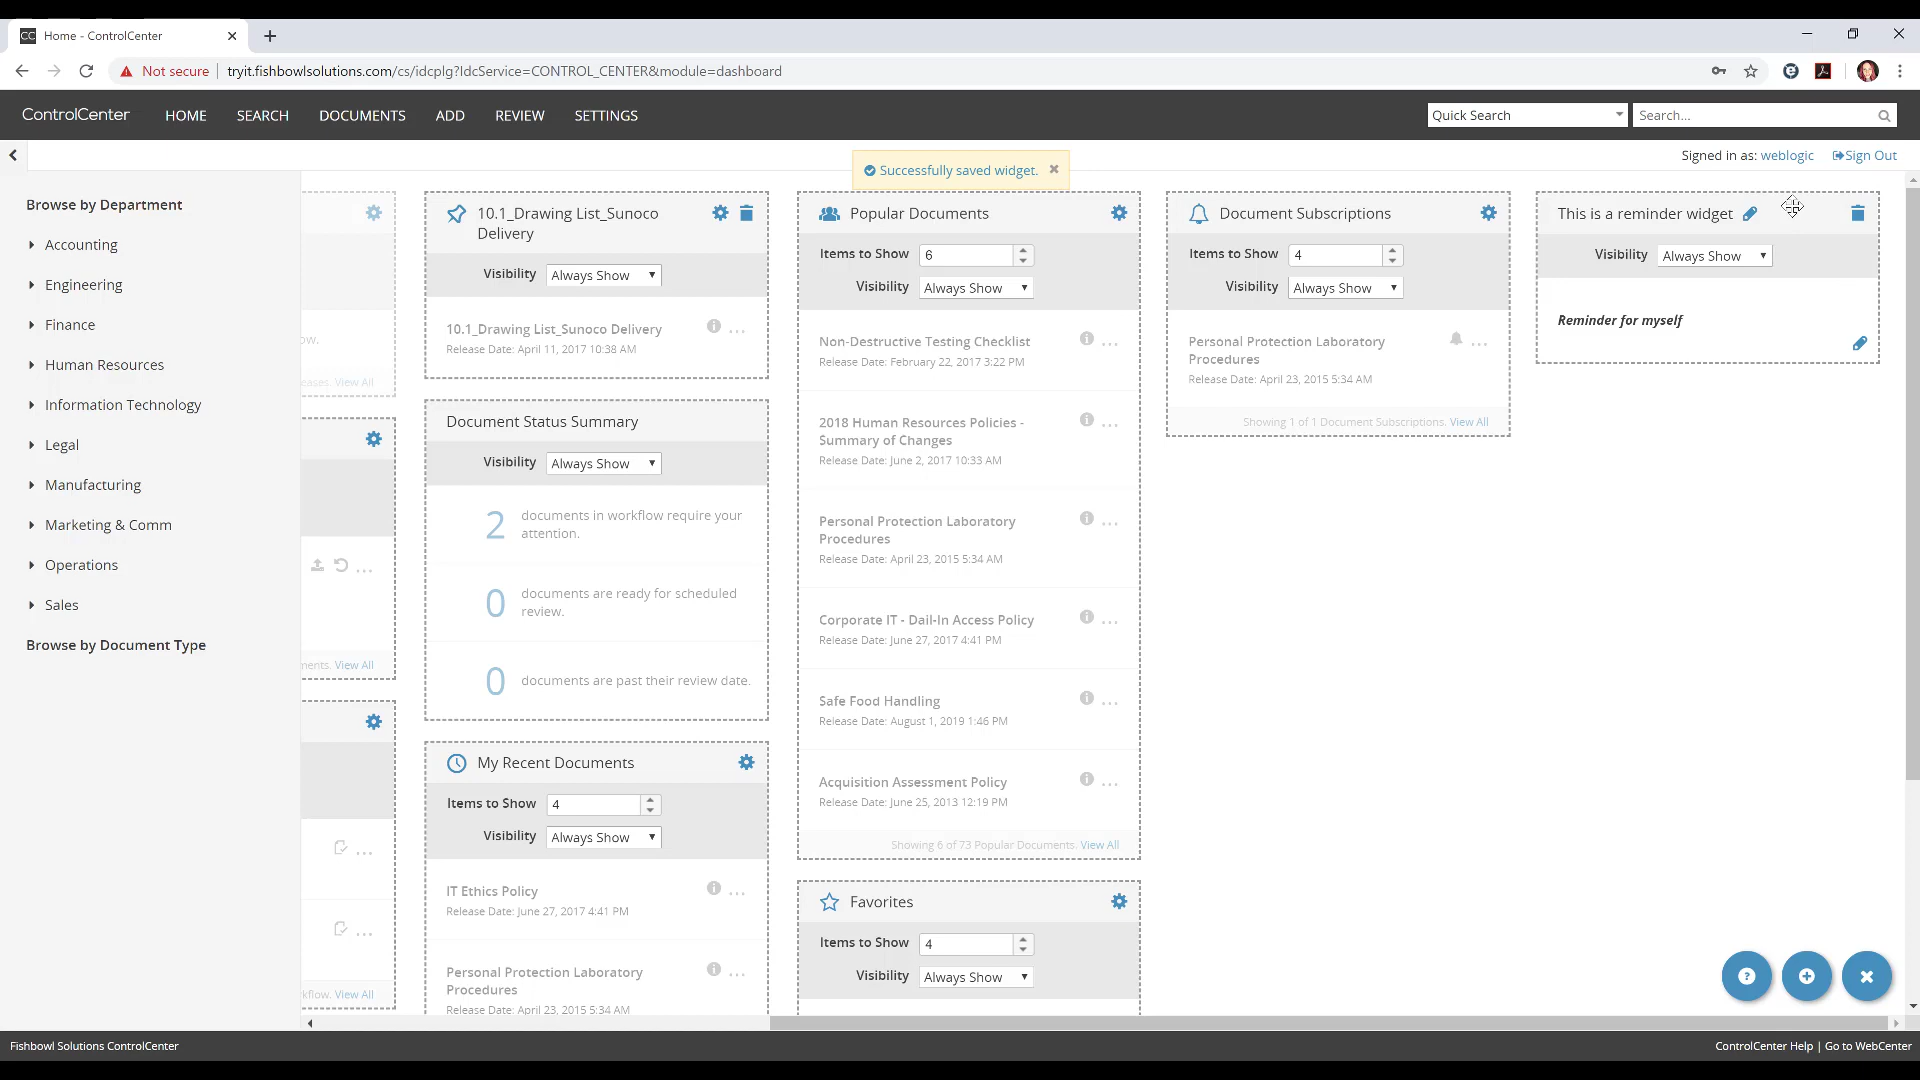 Home - ControlCenter
Not secure tryit.fishbowlsolutions.com/cs/idcplg?IdcService=CONTROL_CENTER&module=dashboard
ControlCenter HOME SEARCH DOCUMENTS ADD REVIEW SETTINGS Quick Search Search...
Successfully saved widget.
Signed in as: weblogic Sign Out
Browse by Department
Accounting
Engineering
Finance
Human Resources
Information Technology
Legal
Manufacturing
Marketing & Comm
Operations
Sales
Browse by Document Type
ow.
cases. View All
ments. View All
kflow. View All
10.1_Drawing List_Sunoco
Delivery
Visibility Always Show
10.1_Drawing List_Sunoco Delivery
Release Date: April 11, 2017 10:38 AM
Document Status Summary
Visibility Always Show
2 documents in workflow require your
attention.
0 documents are ready for scheduled
review.
0 documents are past their review date.
My Recent Documents
Items to Show 4
Visibility Always Show
IT Ethics Policy
Release Date: June 27, 2017 4:41 PM
Personal Protection Laboratory
Procedures
Release Date: April 23, 2015 5:34 AM
Popular Documents
Items to Show 6
Visibility Always Show
Non-Destructive Testing Checklist
Release Date: February 22, 2017 3:22 PM
2018 Human Resources Policies -
Summary of Changes
Release Date: June 2, 2017 10:33 AM
Personal Protection Laboratory
Procedures
Release Date: April 23, 2015 5:34 AM
Corporate IT - Dail-In Access Policy
Release Date: June 27, 2017 4:41 PM
Safe Food Handling
Release Date: August 1, 2019 1:46 PM
Acquisition Assessment Policy
Release Date: June 25, 2013 12:19 PM
Showing 6 of 73 Popular Documents. View All
Favorites
Items to Show 4
Visibility Always Show
Document Subscriptions
Items to Show 4
Visibility Always Show
Personal Protection Laboratory
Procedures
Release Date: April 23, 2015 5:34 AM
Showing 1 of 1 Document Subscriptions. View All
This is a reminder widget
Visibility Always Show
Reminder for myself
Fishbowl Solutions ControlCenter
ControlCenter Help | Go to WebCenter